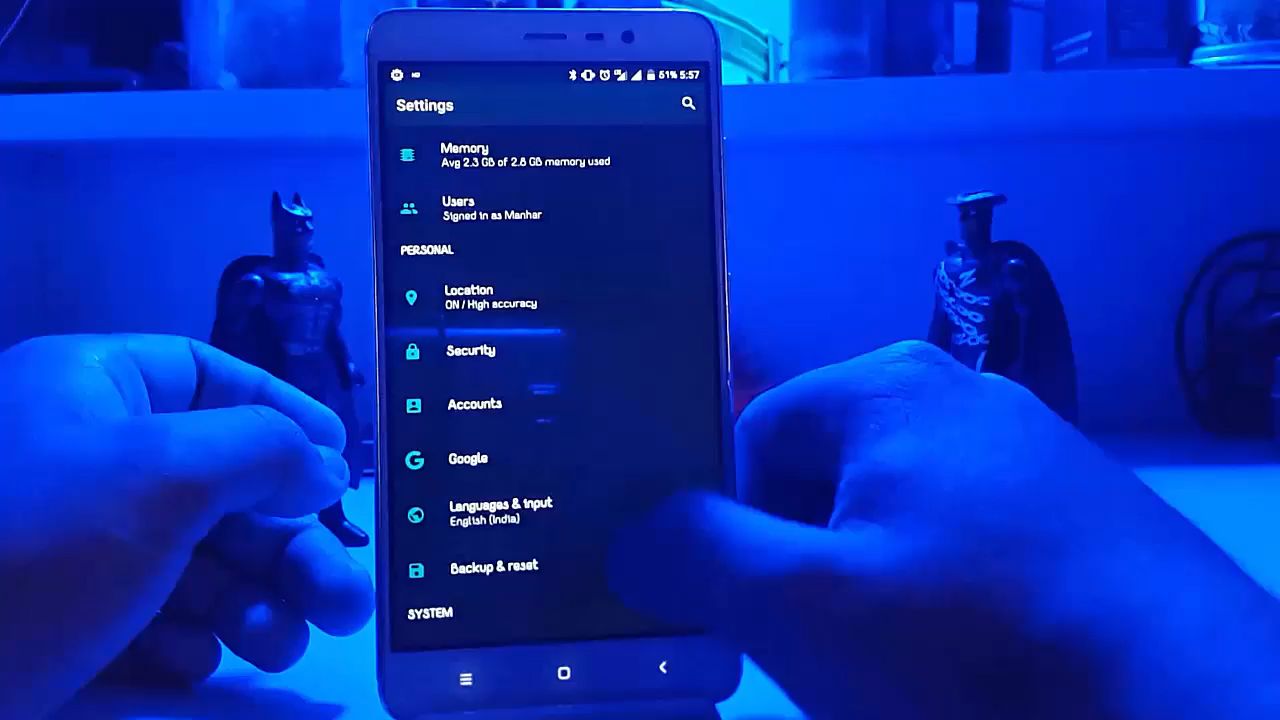 HD 51% 5:57
Settings
Memory
Avg 2.3 GB of 2.8 GB memory used
Users
Signed in as Manhar
PERSONAL
Location
ON / High accuracy
Security
Accounts
Google
Languages & input
English (India)
Backup & reset
SYSTEM